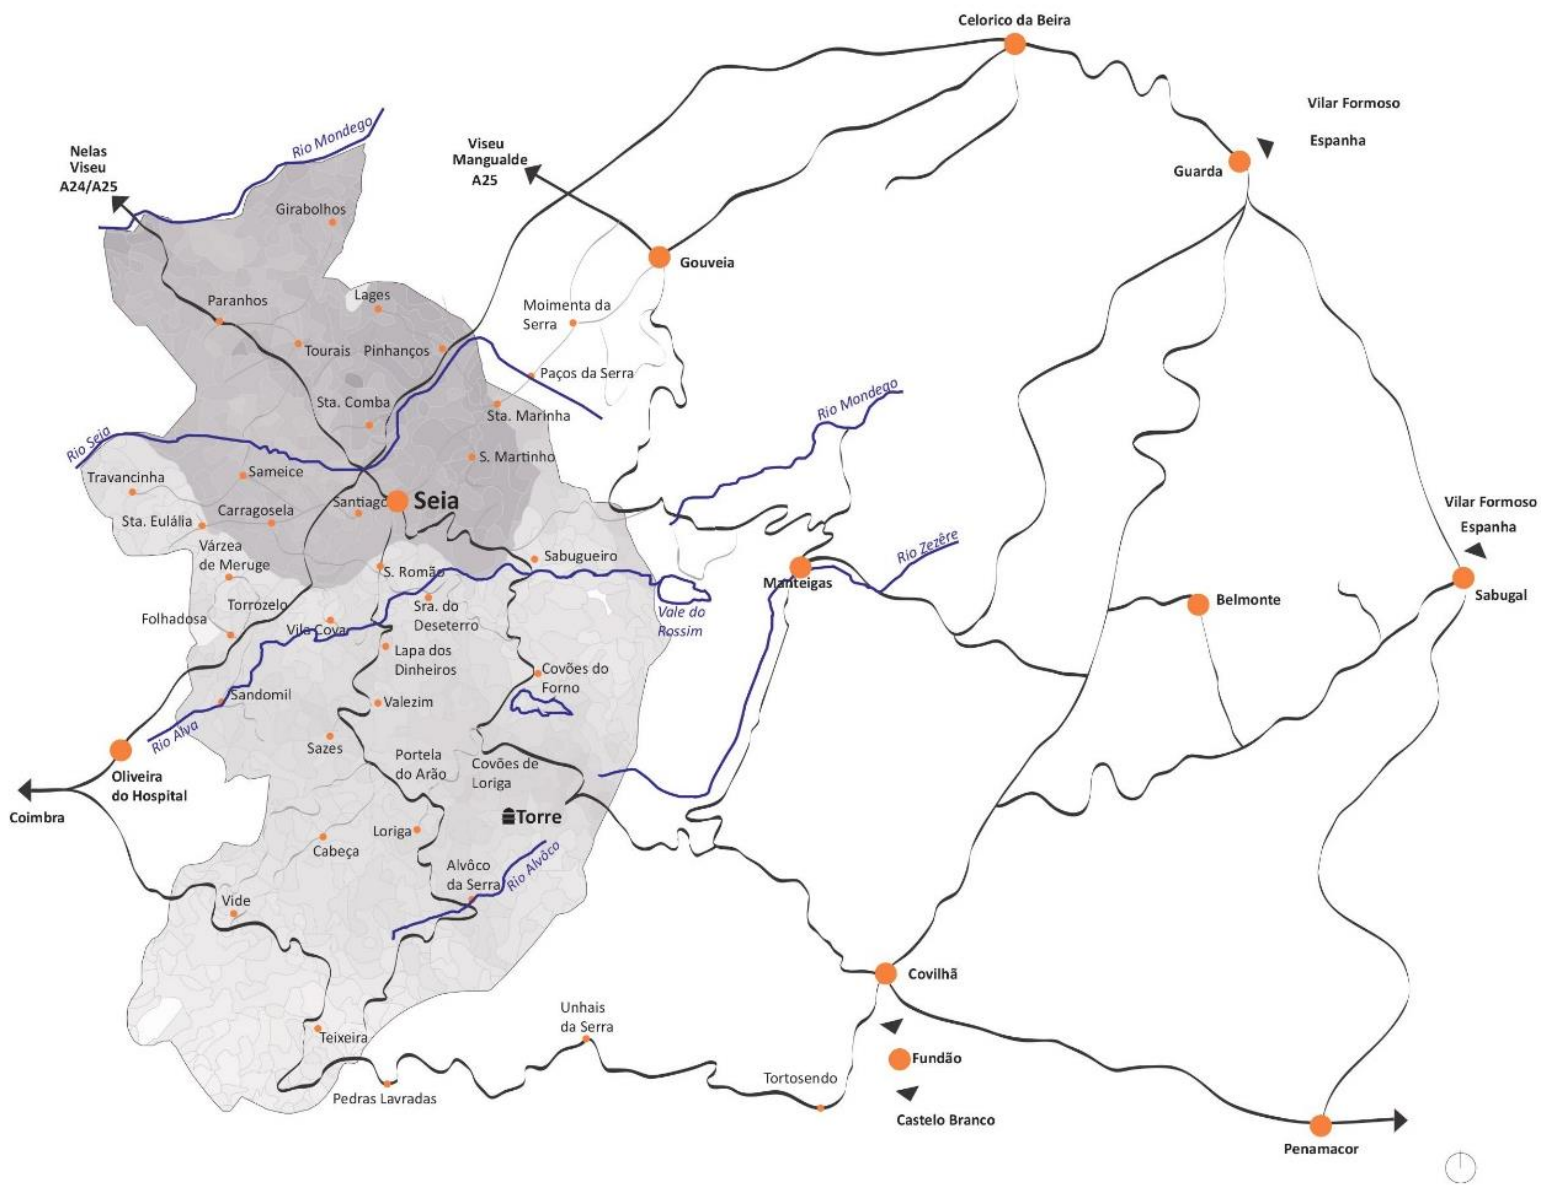 Celorico da Beira
Vilar Formoso
Espanha
Guarda
Rio Mondego
Nelas
Viseu
A24/A25
Viseu
Mangualde
A25
Girabolhos
Gouveia
Paranhos
Lages
Moimenta da
Serra
Tourais
Pinhanços
Paços da Serra
Sta. Comba
Sta. Marinha
Rio Mondego
Rio Seia
S. Martinho
Travancinha
Sameice
Santiago
Seia
Carragosela
Sta. Eulália
Vilar Formoso
Espanha
Várzea
de Meruge
Sabugueiro
Rio Zezêre
S. Romão
Manteigas
Sabugal
Belmonte
Torrozelo
Sra. do
Deseterro
Vale do
Rossim
Folhadosa
Vila Cova
Lapa dos
Dinheiros
Covões do
Forno
Sandomil
Valezim
Rio Alva
Sazes
Portela
do Arão
Covões de
Loriga
Oliveira
do Hospital
Coimbra
Torre
Loriga
Cabeça
Alvôco
da Serra
Rio Alvôco
Vide
Covilhã
Unhais
da Serra
Teixeira
Fundão
Tortosendo
Pedras Lavradas
Castelo Branco
Penamacor